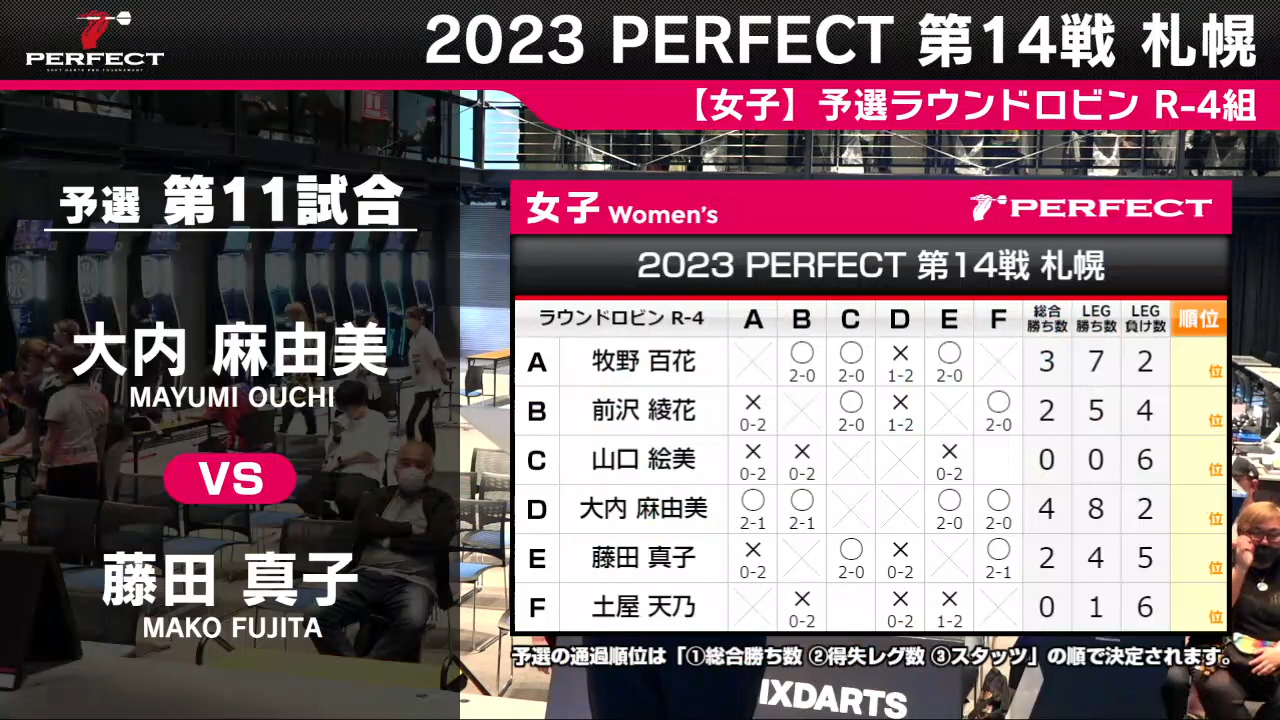 PERFECT
2023 PERFECT 第14戦 札幌
【女子】予選ラウンドロビン R-4組
予選 第11試合
大内 麻由美
MAYUMI OUCHI
VS
藤田 真子
MAKO FUJITA
女子 Women's PERFECT
2023 PERFECT 第14戦 札幌
ラウンドロビン R-4 A B C D E F 総合勝ち数 LEG勝ち数 LEG負け数 順位
A 牧野 百花 ○ 2-0 ○ 2-0 × 1-2 ○ 2-0 3 7 2 位
B 前沢 綾花 × 0-2 ○ 2-0 × 1-2 ○ 2-0 2 5 4 位
C 山口 絵美 × 0-2 × 0-2 × 0-2 0 0 6 位
D 大内 麻由美 ○ 2-1 ○ 2-1 ○ 2-0 ○ 2-0 4 8 2 位
E 藤田 真子 × 0-2 ○ 2-0 × 0-2 ○ 2-1 2 4 5 位
F 土屋 天乃 × 0-2 × 0-2 × 1-2 0 1 6 位
予選の通過順位は「①総合勝ち数 ②得失レグ数 ③スタッツ」の順で決定されます。
IXDARTS